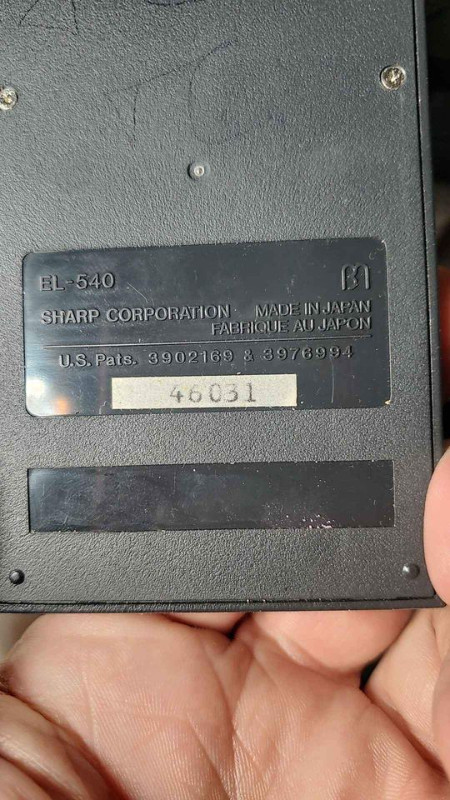 EL-540
SHARP CORPORATION MADE IN JAPAN
FABRIQUE AU JAPON
U.S. Pats. 3902169 & 3976994
46031